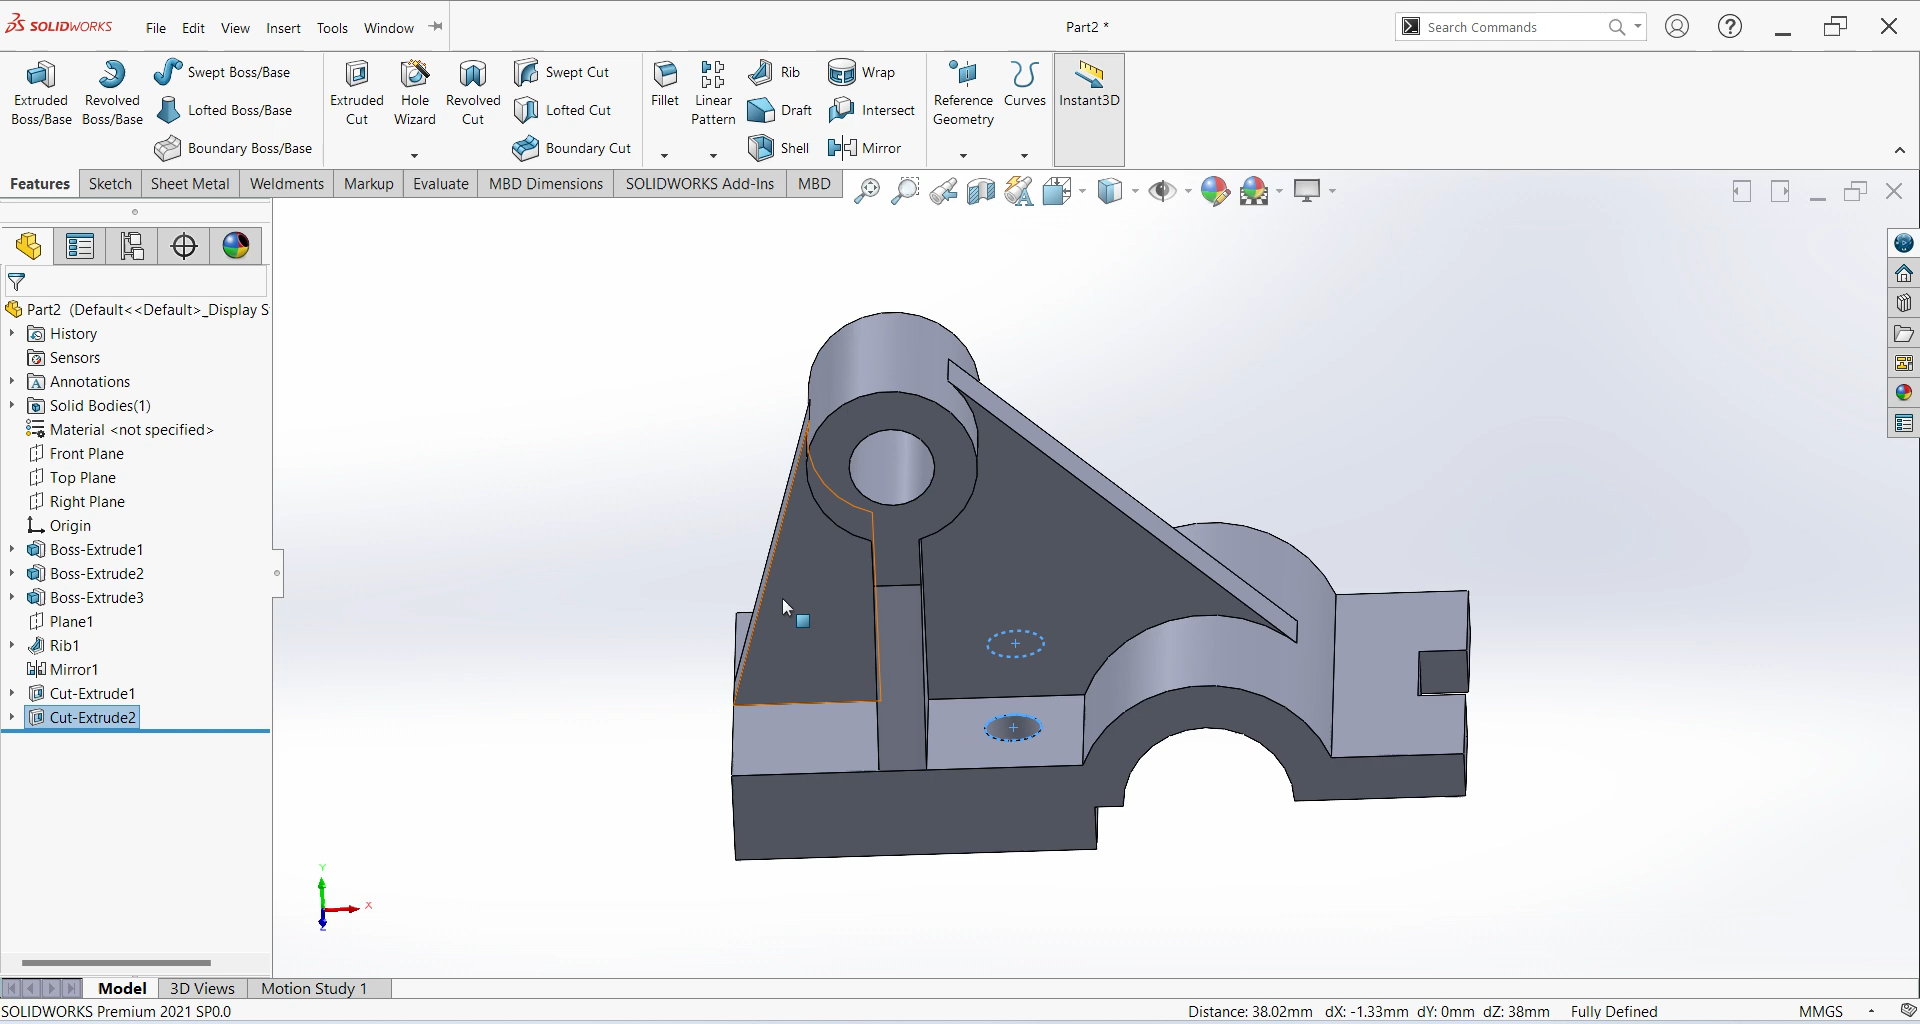 SOLIDWORKS File Edit View Insert Tools Window Part2 * Search Commands
Extruded Boss/Base
Revolved Boss/Base
Swept Boss/Base
Lofted Boss/Base
Boundary Boss/Base
Extruded Cut
Hole Wizard
Revolved Cut
Swept Cut
Lofted Cut
Boundary Cut
Fillet
Linear Pattern
Rib
Draft
Shell
Wrap
Intersect
Mirror
Reference Geometry
Curves
Instant3D
Features Sketch Sheet Metal Weldments Markup Evaluate MBD Dimensions SOLIDWORKS Add-Ins MBD
Part2 (Default<<Default>_Display S
History
Sensors
Annotations
Solid Bodies(1)
Material <not specified>
Front Plane
Top Plane
Right Plane
Origin
Boss-Extrude1
Boss-Extrude2
Boss-Extrude3
Plane1
Rib1
Mirror1
Cut-Extrude1
Cut-Extrude2
Y
X
Z
Model 3D Views Motion Study 1
SOLIDWORKS Premium 2021 SP0.0 Distance: 38.02mm dX: -1.33mm dY: 0mm dZ: 38mm Fully Defined MMGS